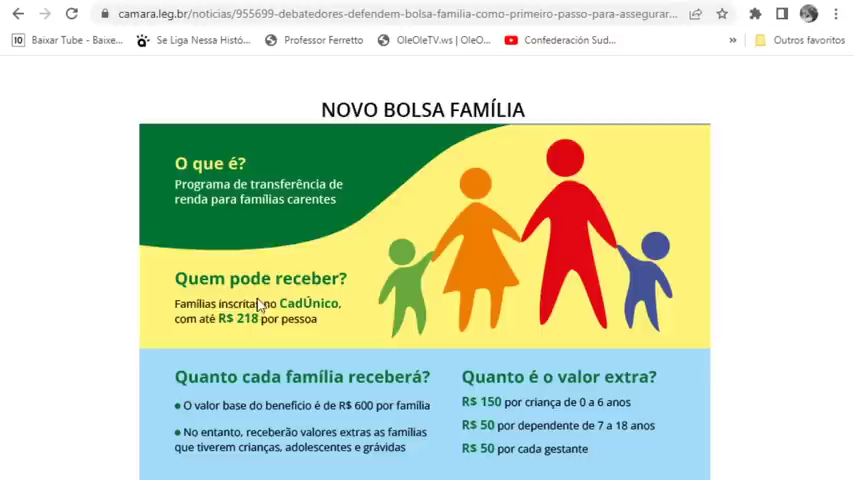 camara.leg.br/noticias/955699-debatedores-defendem-bolsa-familia-como-primeiro-passo-para-assegurar...
Baixar Tube - Baixe...
Se Liga Nessa Histó...
Professor Ferretto
OleOleTV.ws | OleO...
Confederación Sud...
»
Outros favoritos
NOVO BOLSA FAMÍLIA
O que é?
Programa de transferência de
renda para famílias carentes
Quem pode receber?
Famílias inscritas no CadÚnico,
com até R$ 218 por pessoa
Quanto cada família receberá?
• O valor base do benefício é de R$ 600 por família
• No entanto, receberão valores extras as famílias
que tiverem crianças, adolescentes e grávidas
Quanto é o valor extra?
R$ 150 por criança de 0 a 6 anos
R$ 50 por dependente de 7 a 18 anos
R$ 50 por cada gestante